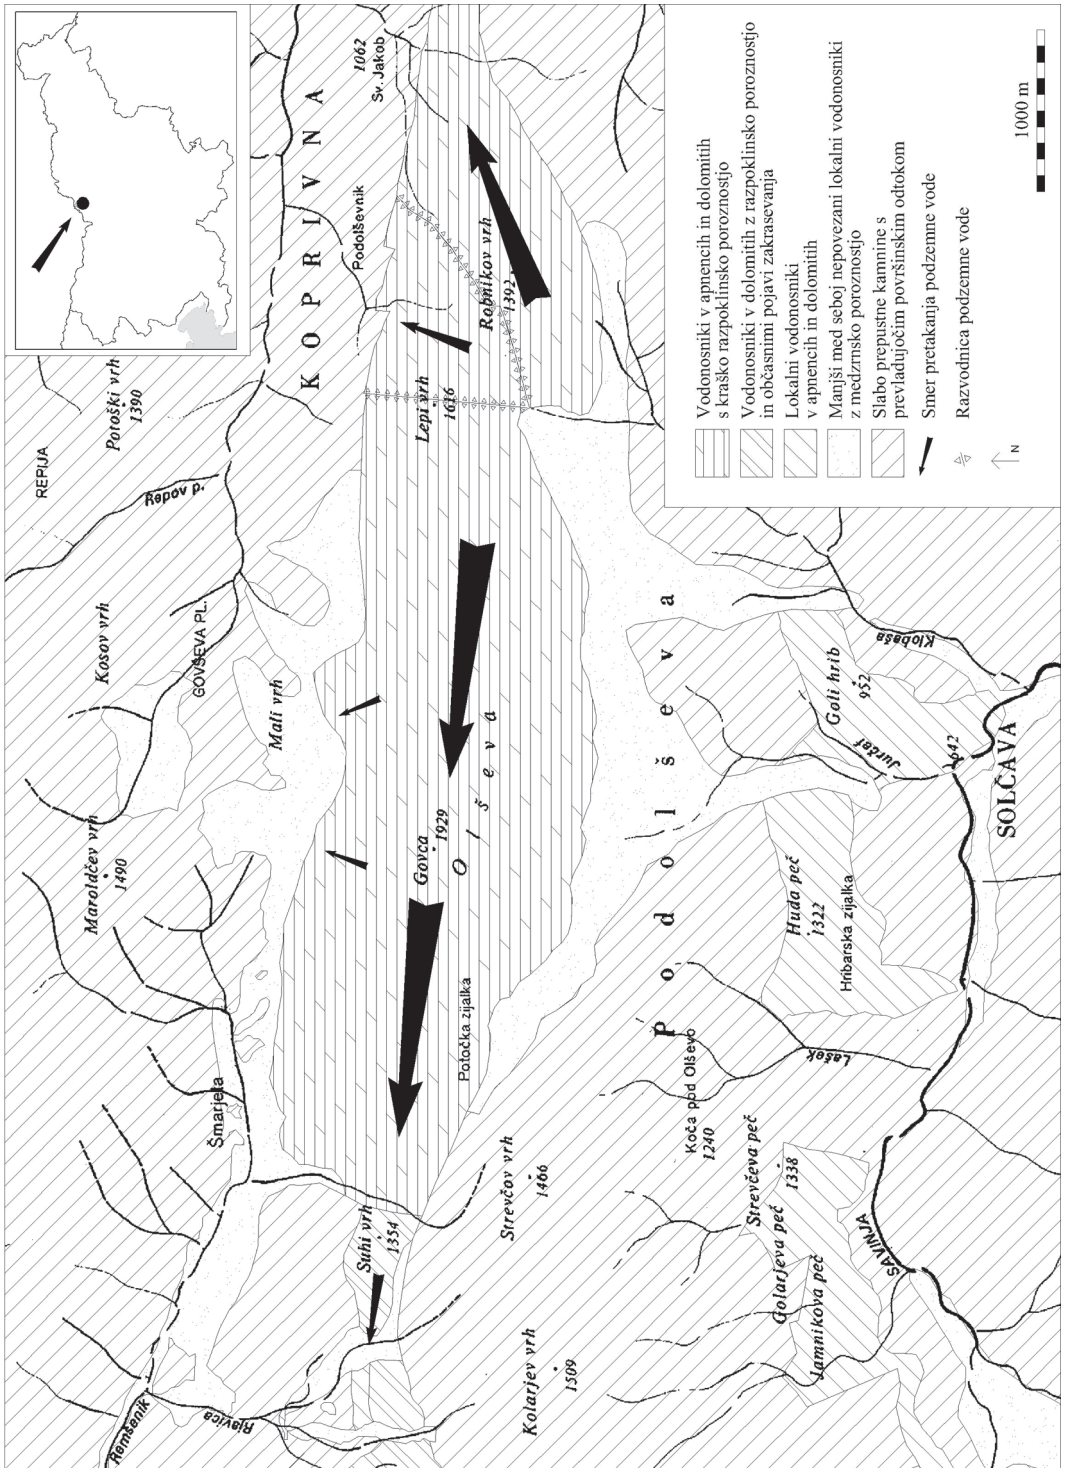 REPIJA
Potoški vrh
1390
KOPRIVNA
1062
Sv. Jakob
Podolševnik
Robnikov vrh
1392
Lepi vrh
1616
Kosov vrh
GOVŠEVA PL.
Rebov p.
Mali vrh
Maroldčev vrh
1490
Govca
1929
Olševa
Potočka zijalka
Šmarjeta
Suhi vrh
1354
Strevčov vrh
1466
Kolarjev vrh
1509
Remšenik
Rjavica
Podolševa
Koča pod Olševo
1240
Strevčeva peč
1338
Golarjeva peč
Jamnikova peč
SAVINJA
Lašek
Huda peč
1322
Hribarska zijalka
Goli hrib
952
Jurčef
Klobaša
642
SOLČAVA
Vodonosniki v apnencih in dolomitih
s kraško razpoklinsko poroznostjo
Vodonosniki v dolomitih z razpoklinsko poroznostjo
in občasnimi pojavi zakrasevanja
Lokalni vodonosniki
v apnencih in dolomitih
Manjši med seboj nepovezani lokalni vodonosniki
z medzrnsko poroznostjo
Slabo prepustne kamnine s
prevladujočim površinskim odtokom
Smer pretakanja podzemne vode
Razvodnica podzemne vode
N
1000 m